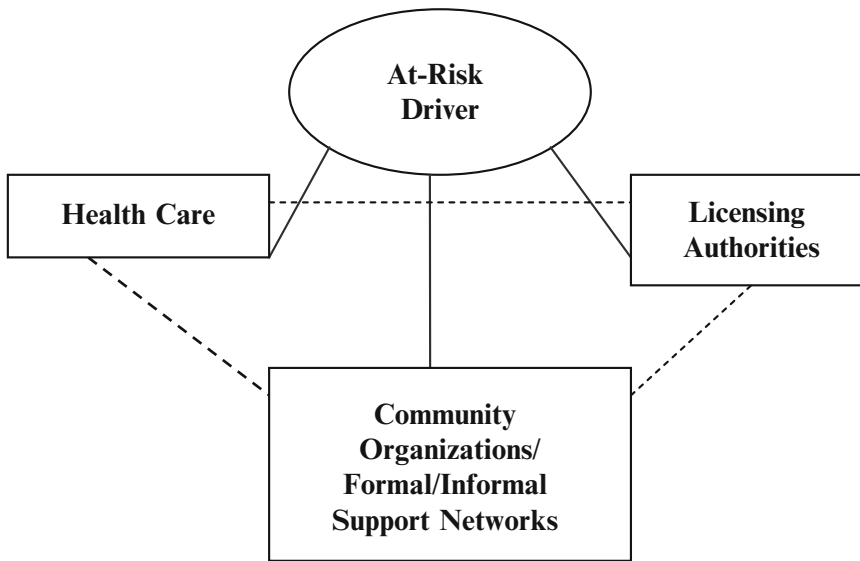 At-Risk
Driver
Health Care
Licensing
Authorities
Community
Organizations/
Formal/Informal
Support Networks